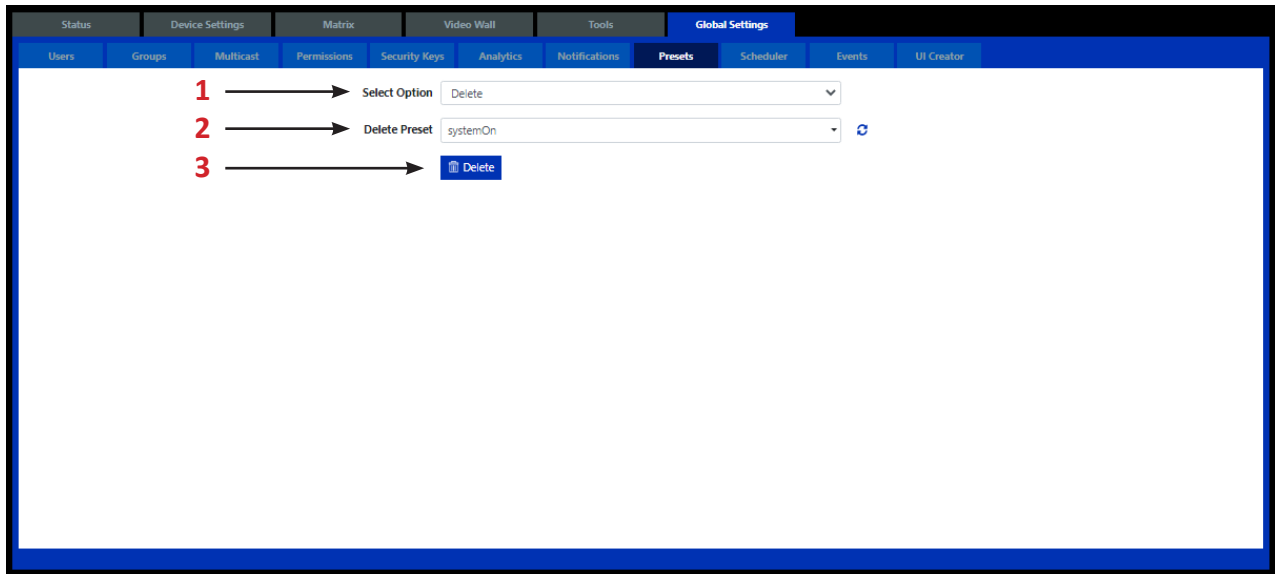 Status Device Settings Matrix Video Wall Tools Global Settings
Users Groups Multicast Permissions Security Keys Analytics Notifications Presets Scheduler Events UI Creator
1 Select Option Delete
2 Delete Preset systemOn
3 Delete